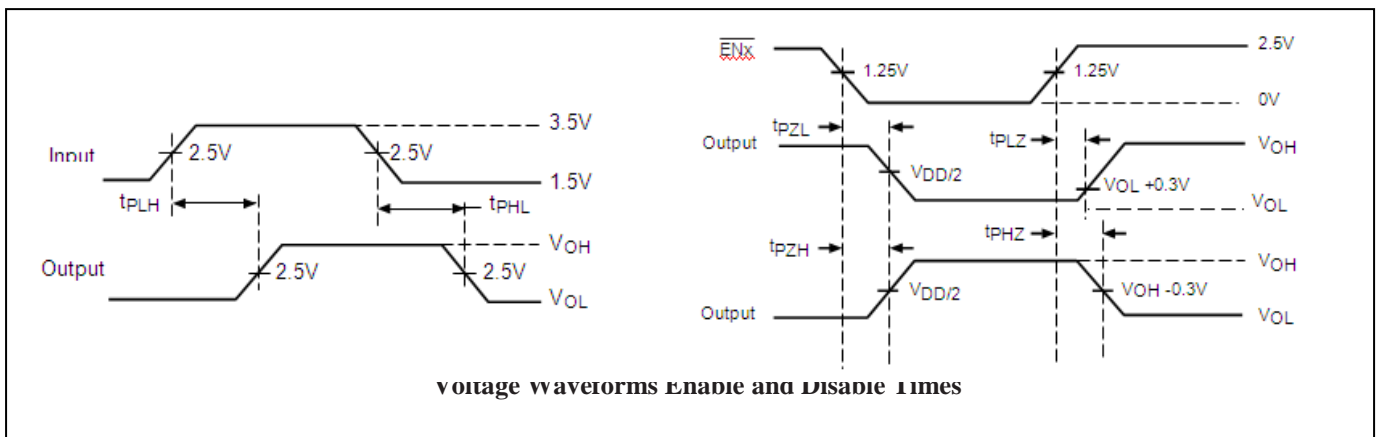 Input
2.5V
2.5V
3.5V
1.5V
tPLH
tPHL
Output
2.5V
2.5V
VOH
VOL
ENx
1.25V
1.25V
2.5V
0V
Output
tPZL
VDD/2
tPLZ
VOL +0.3V
VOH
VOL
tPZH
VDD/2
tPHZ
VOH -0.3V
VOH
VOL
Output
Voltage Waveforms Enable and Disable Times